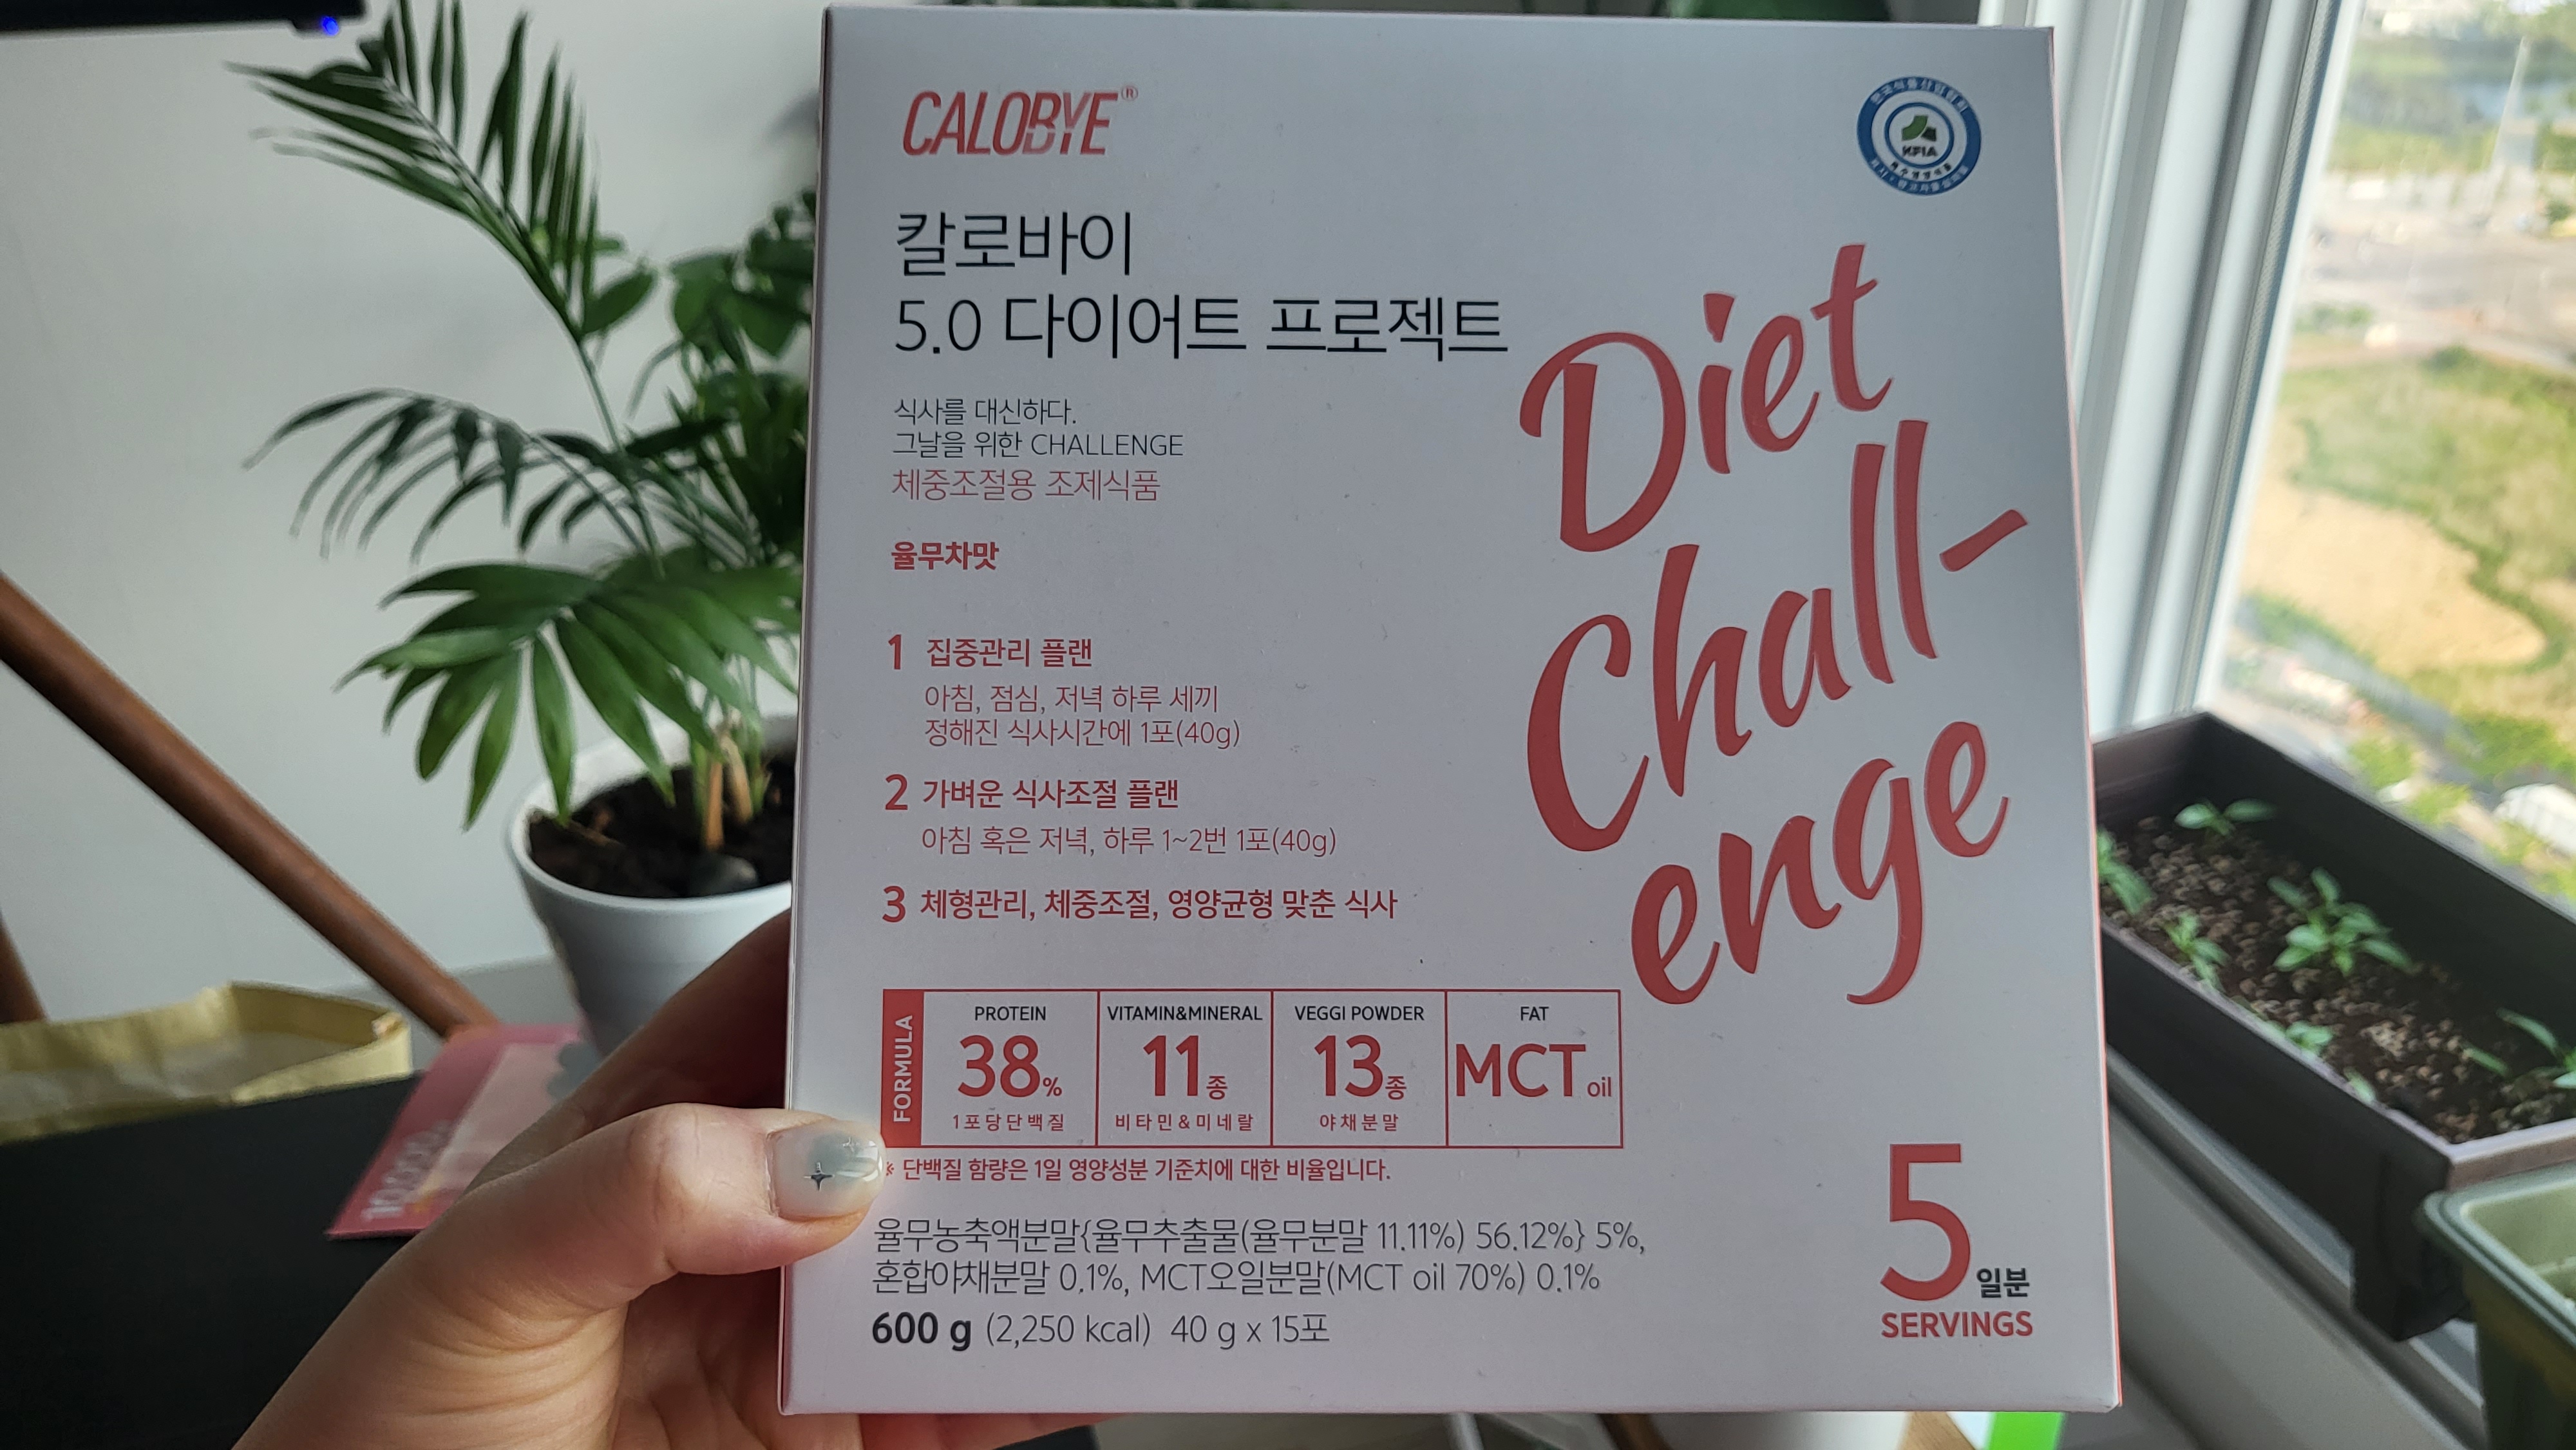 CALOBYE®
칼로바이
5.0 다이어트 프로젝트
식사를 대신하다.
그날을 위한 CHALLENGE
체중조절용 조제식품
율무차맛
1 집중관리 플랜
아침, 점심, 저녁 하루 세끼
정해진 식사시간에 1포(40g)
2 가벼운 식사조절 플랜
아침 혹은 저녁, 하루 1~2번 1포(40g)
3 체형관리, 체중조절, 영양균형 맞춘 식사
Diet
Chall-
enge
KFIA
FORMULA
PROTEIN
38%
1포당단백질
VITAMIN&MINERAL
11종
비타민&미네랄
VEGGI POWDER
13종
야채분말
FAT
MCT oil
※ 단백질 함량은 1일 영양성분 기준치에 대한 비율입니다.
율무농축액분말{율무추출물(율무분말 11.11%) 56.12%} 5%,
혼합야채분말 0.1%, MCT오일분말(MCT oil 70%) 0.1%
600 g (2,250 kcal) 40 g x 15포
5일분
SERVINGS